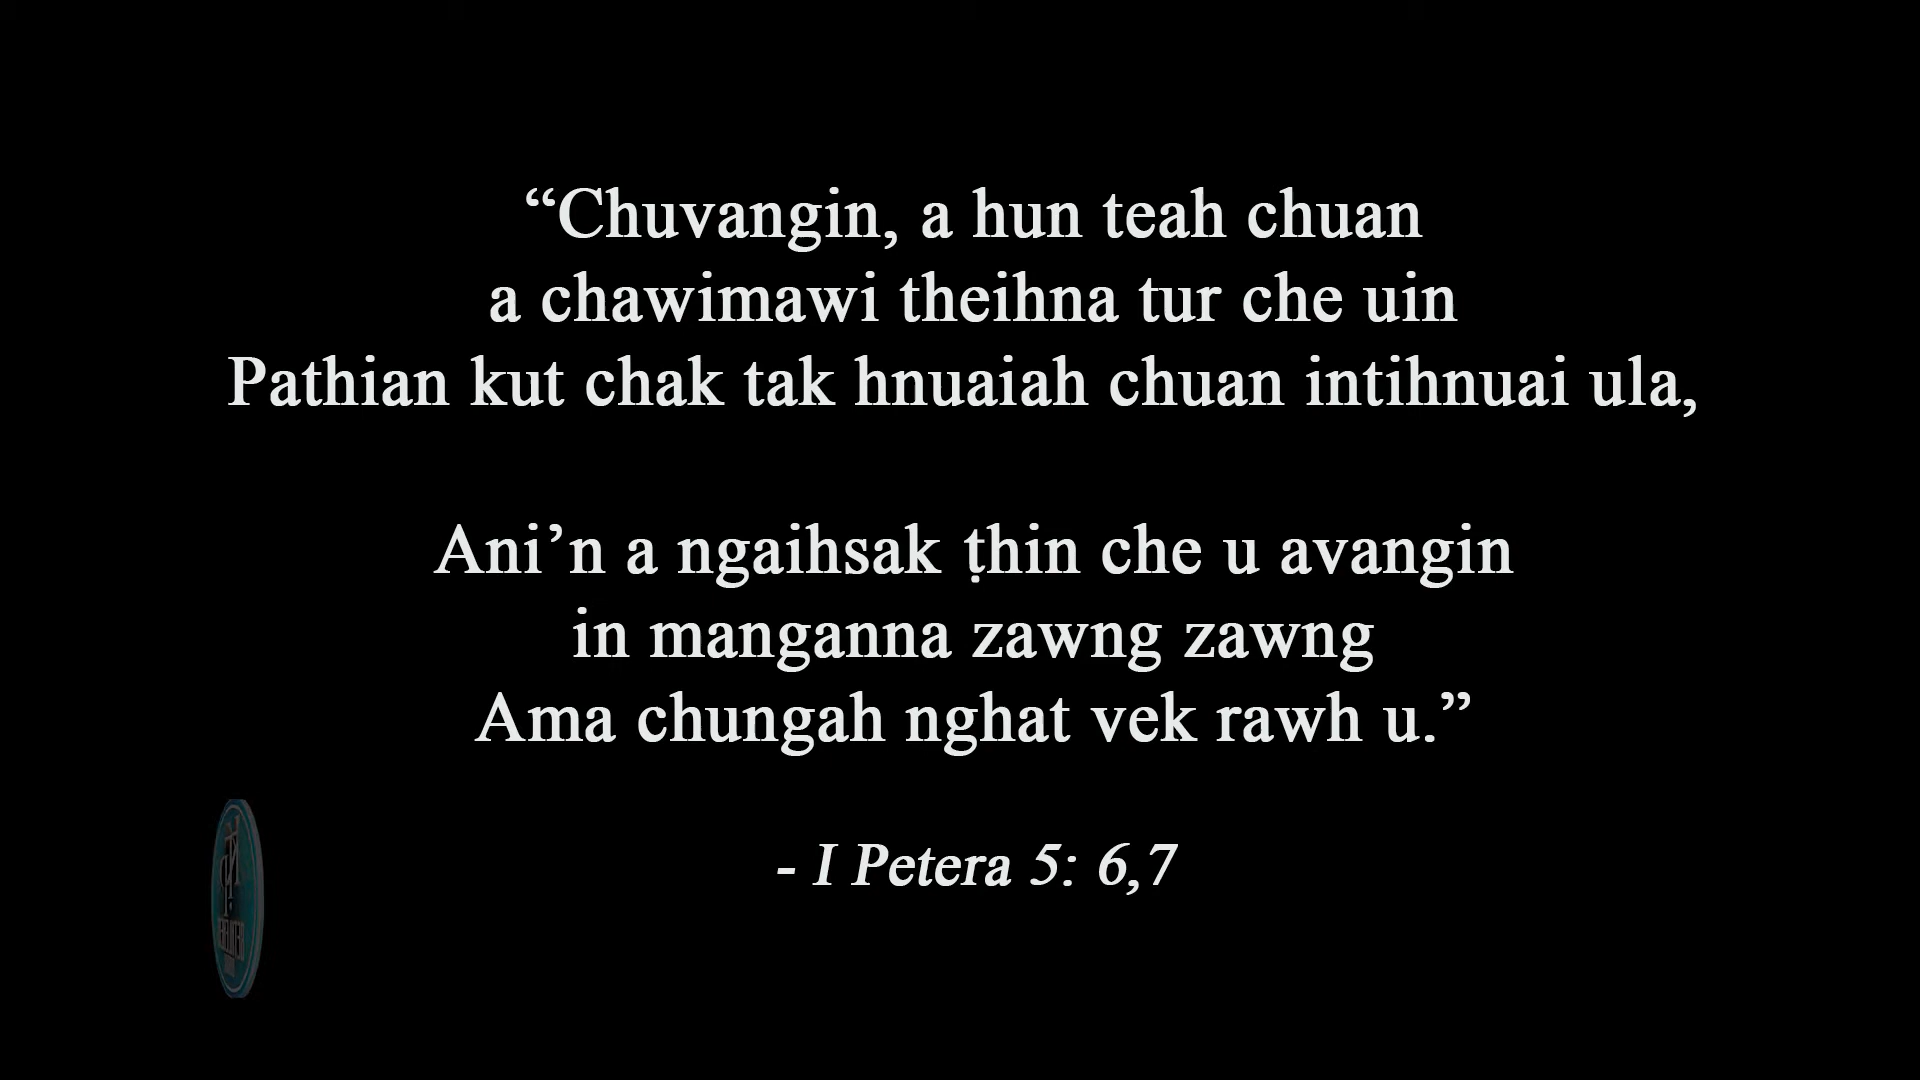 “Chuvangin, a hun teah chuan
a chawimawi theihna tur che uin
Pathian kut chak tak hnuaiah chuan intihnuai ula,
Ani’n a ngaihsak ṭhin che u avangin
in manganna zawng zawng
Ama chungah nghat vek rawh u.”
- I Petera 5: 6,7